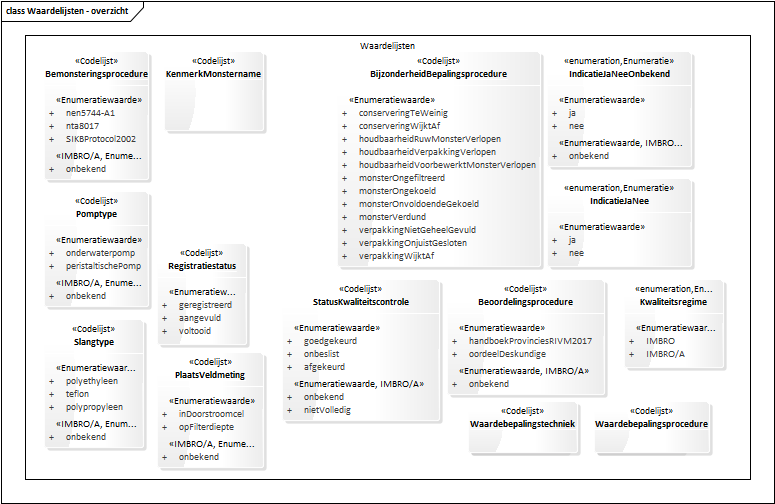 class Waardelijsten - overzicht
Waardelijsten
«Codelijst»
Bemonsteringsprocedure
«Enumeratiewaarde»
+ nen5744-A1
+ nta8017
+ SIKBProtocol2002
«IMBRO/A, Enume...
+ onbekend
«Codelijst»
KenmerkMonstername
«Codelijst»
BijzonderheidBepalingsprocedure
«Enumeratiewaarde»
+ conserveringTeWeinig
+ conserveringWijktAf
+ houdbaarheidRuwMonsterVerlopen
+ houdbaarheidVerpakkingVerlopen
+ houdbaarheidVoorbewerktMonsterVerlopen
+ monsterOngefiltreerd
+ monsterOngekoeld
+ monsterOnvoldoendeGekoeld
+ monsterVerdund
+ verpakkingNietGeheelGevuld
+ verpakkingOnjuistGesloten
+ verpakkingWijktAf
«enumeration,Enumeratie»
IndicatieJaNeeOnbekend
«Enumeratiewaarde»
+ ja
+ nee
«Enumeratiewaarde, IMBRO...
+ onbekend
«enumeration,Enumeratie»
IndicatieJaNee
«Enumeratiewaarde»
+ ja
+ nee
«Codelijst»
Pomptype
«Enumeratiewaarde»
+ onderwaterpomp
+ peristaltischePomp
«IMBRO/A, Enume...
+ onbekend
«Codelijst»
Registratiestatus
«Enumeratiew...
+ geregistreerd
+ aangevuld
+ voltooid
«Codelijst»
StatusKwaliteitscontrole
«Enumeratiewaarde»
+ goedgekeurd
+ onbeslist
+ afgekeurd
«Enumeratiewaarde, IMBRO/A»
+ onbekend
+ nietVolledig
«Codelijst»
Beoordelingsprocedure
«Enumeratiewaarde»
+ handboekProvinciesRIVM2017
+ oordeelDeskundige
«Enumeratiewaarde, IMBRO/A»
+ onbekend
«enumeration,En...
Kwaliteitsregime
«Enumeratiewaar...
+ IMBRO
+ IMBRO/A
«Codelijst»
Slangtype
«Enumeratiewaar...
+ polyethyleen
+ teflon
+ polypropyleen
«IMBRO/A, Enum...
+ onbekend
«Codelijst»
PlaatsVeldmeting
«Enumeratiewaarde»
+ inDoorstroomcel
+ opFilterdiepte
«IMBRO/A, Enume...
+ onbekend
«Codelijst»
Waardebepalingstechniek
«Codelijst»
Waardebepalingsprocedure